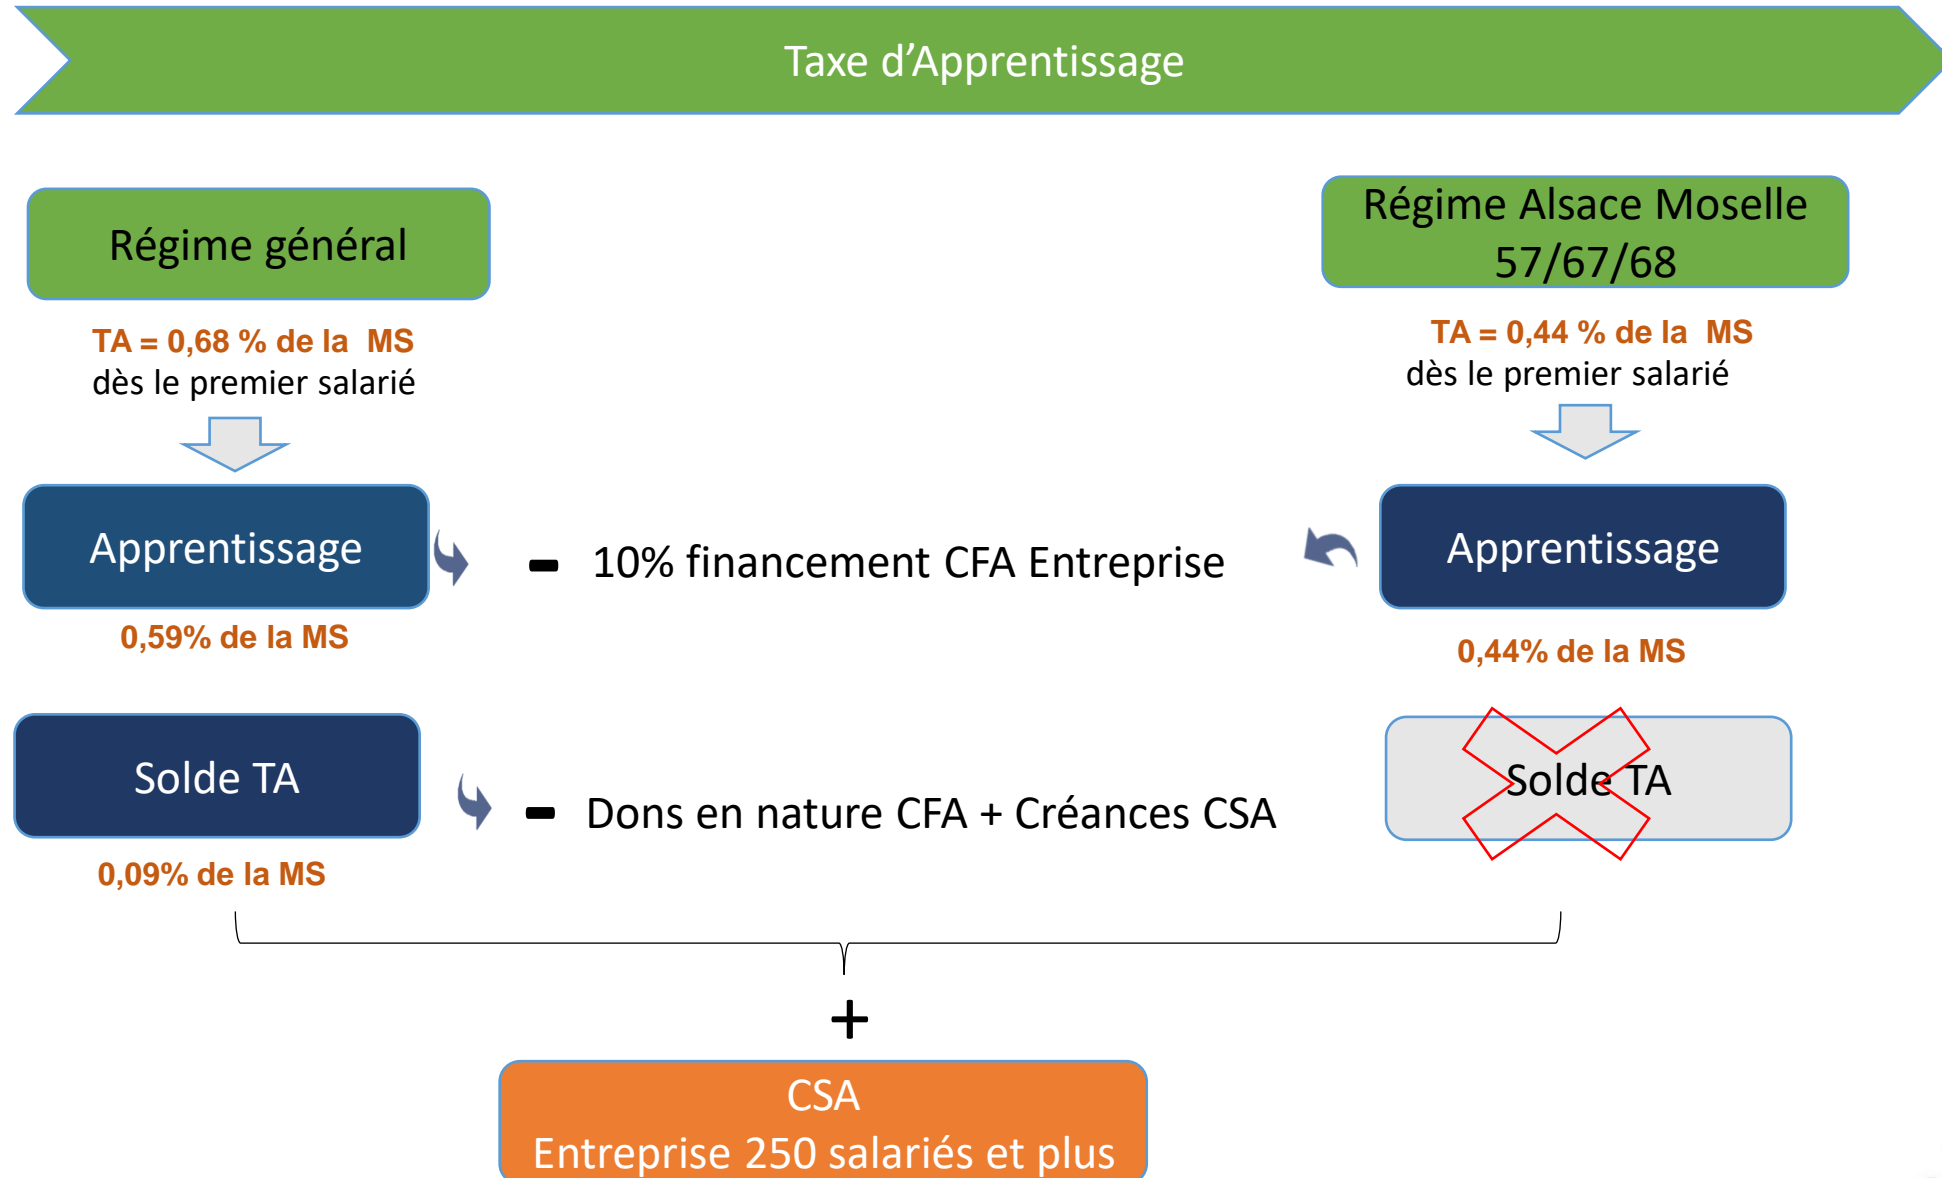 Taxe d’Apprentissage
Régime général
TA = 0,68 % de la  MS
dès le premier salarié
Apprentissage
0,59% de la MS
Régime Alsace Moselle
57/67/68
TA = 0,44 % de la  MS
dès le premier salarié
Apprentissage
0,44% de la MS
- 10% financement CFA Entreprise
Solde TA
0,09% de la MS
- Dons en nature CFA + Créances CSA
Solde TA
+
CSA
Entreprise 250 salariés et plus